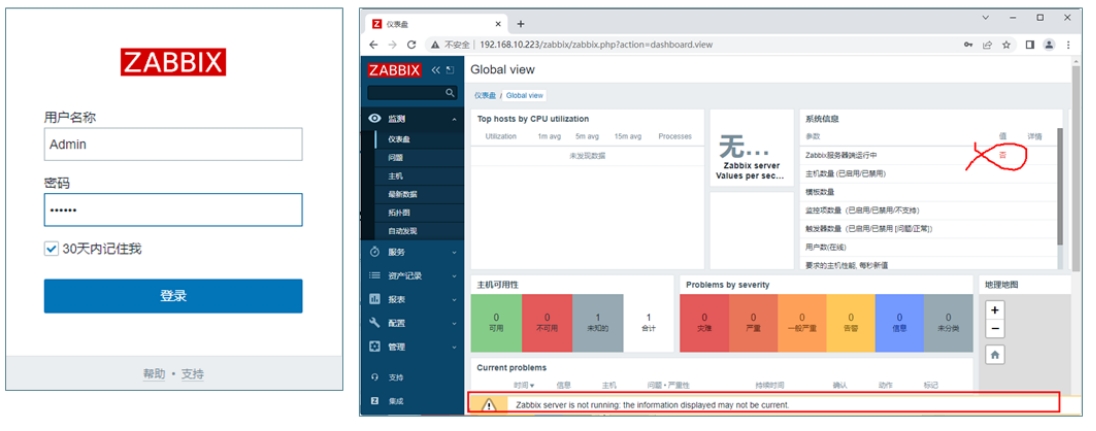 ZABBIX
用户名称
Admin
密码
••••••
30天内记住我
登录
帮助 • 支持
仪表盘
不安全 | 192.168.10.223/zabbix/zabbix.php?action=dashboard.view
ZABBIX
Global view
仪表盘 / Global view
监测
仪表盘
问题
主机
最新数据
拓扑图
自动发现
服务
资产记录
报表
配置
管理
支持
集成
Top hosts by CPU utilization
Utilization 1m avg 5m avg 15m avg Processes
未发现数据
无...
Zabbix server
Values per sec...
系统信息
参数 值 详情
Zabbix服务器端运行中 否
主机数量 (已启用/已禁用)
模板数量
监控项数量 (已启用/已禁用/不支持)
触发器数量 (已启用/已禁用 [问题/正常])
用户数(在线)
要求的主机性能, 每秒新值
主机可用性
0 0 1 1
可用 不可用 未知的 合计
Problems by severity
0 0 0 0 0 0
灾难 严重 一般严重 告警 信息 未分类
地理地图
+
−
Current problems
时间 ▼ 信息 主机 问题 • 严重性 持续时间 确认 动作 标记
Zabbix server is not running: the information displayed may not be current.